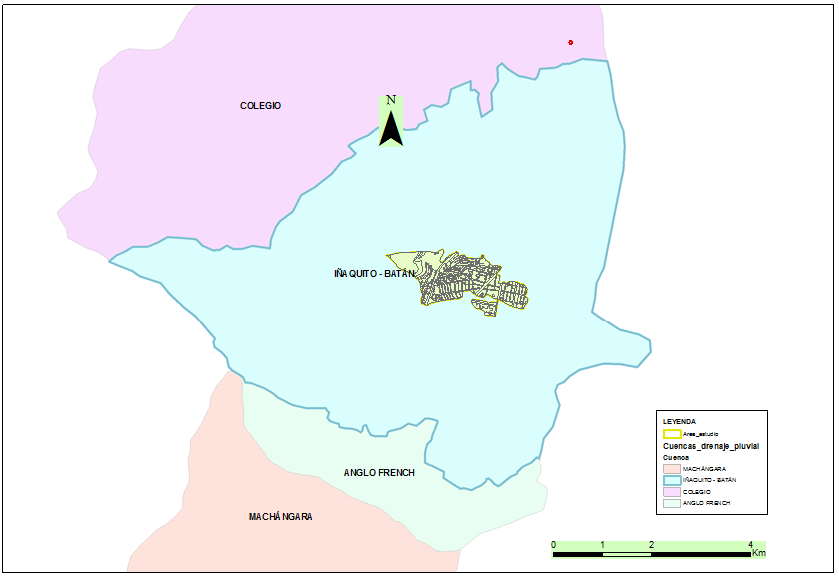 COLEGIO
N
IÑAQUITO - BATÁN
ANGLO FRENCH
MACHÁNGARA
LEYENDA
Area_estudio
Cuencas_drenaje_pluvial
Cuenca
MACHÁNGARA
IÑAQUITO - BATÁN
COLEGIO
ANGLO FRENCH
0 1 2 4
Km